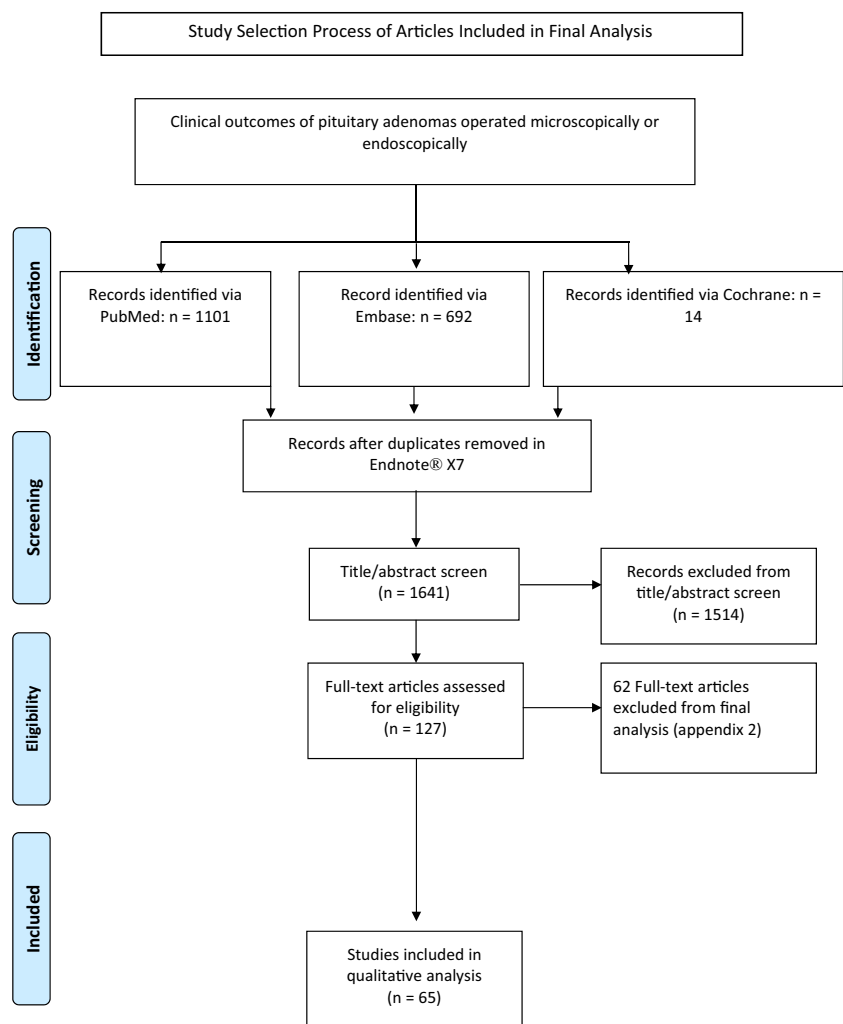 Study Selection Process of Articles Included in Final Analysis
Clinical outcomes of pituitary adenomas operated microscopically or
endoscopically
Identification
Records identified via
PubMed: n = 1101
Record identified via
Embase: n = 692
Records identified via Cochrane: n =
14
Records after duplicates removed in
Endnote® X7
Screening
Title/abstract screen
(n = 1641)
Records excluded from
title/abstract screen
(n = 1514)
Eligibility
Full-text articles assessed
for eligibility
(n = 127)
62 Full-text articles
excluded from final
analysis (appendix 2)
Included
Studies included in
qualitative analysis
(n = 65)